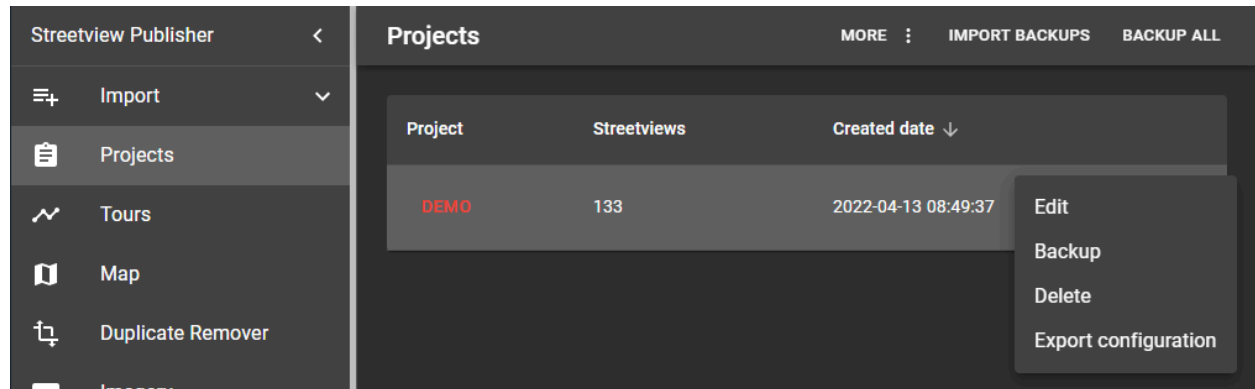 Streetview Publisher
Import
Projects
Tours
Map
Duplicate Remover
Projects
MORE
IMPORT BACKUPS
BACKUP ALL
Project Streetviews Created date
DEMO 133 2022-04-13 08:49:37
Edit
Backup
Delete
Export configuration